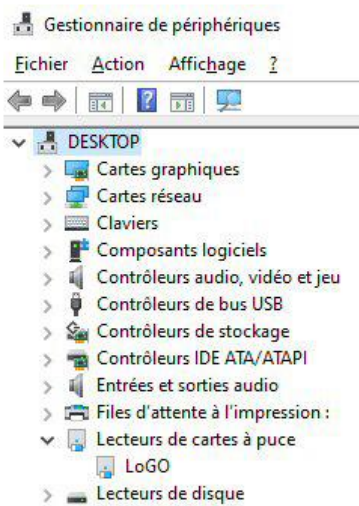 Gestionnaire de périphériques
Fichier Action Affichage ?
DESKTOP
Cartes graphiques
Cartes réseau
Claviers
Composants logiciels
Contrôleurs audio, vidéo et jeu
Contrôleurs de bus USB
Contrôleurs de stockage
Contrôleurs IDE ATA/ATAPI
Entrées et sorties audio
Files d'attente à l'impression :
Lecteurs de cartes à puce
LoGO
Lecteurs de disque